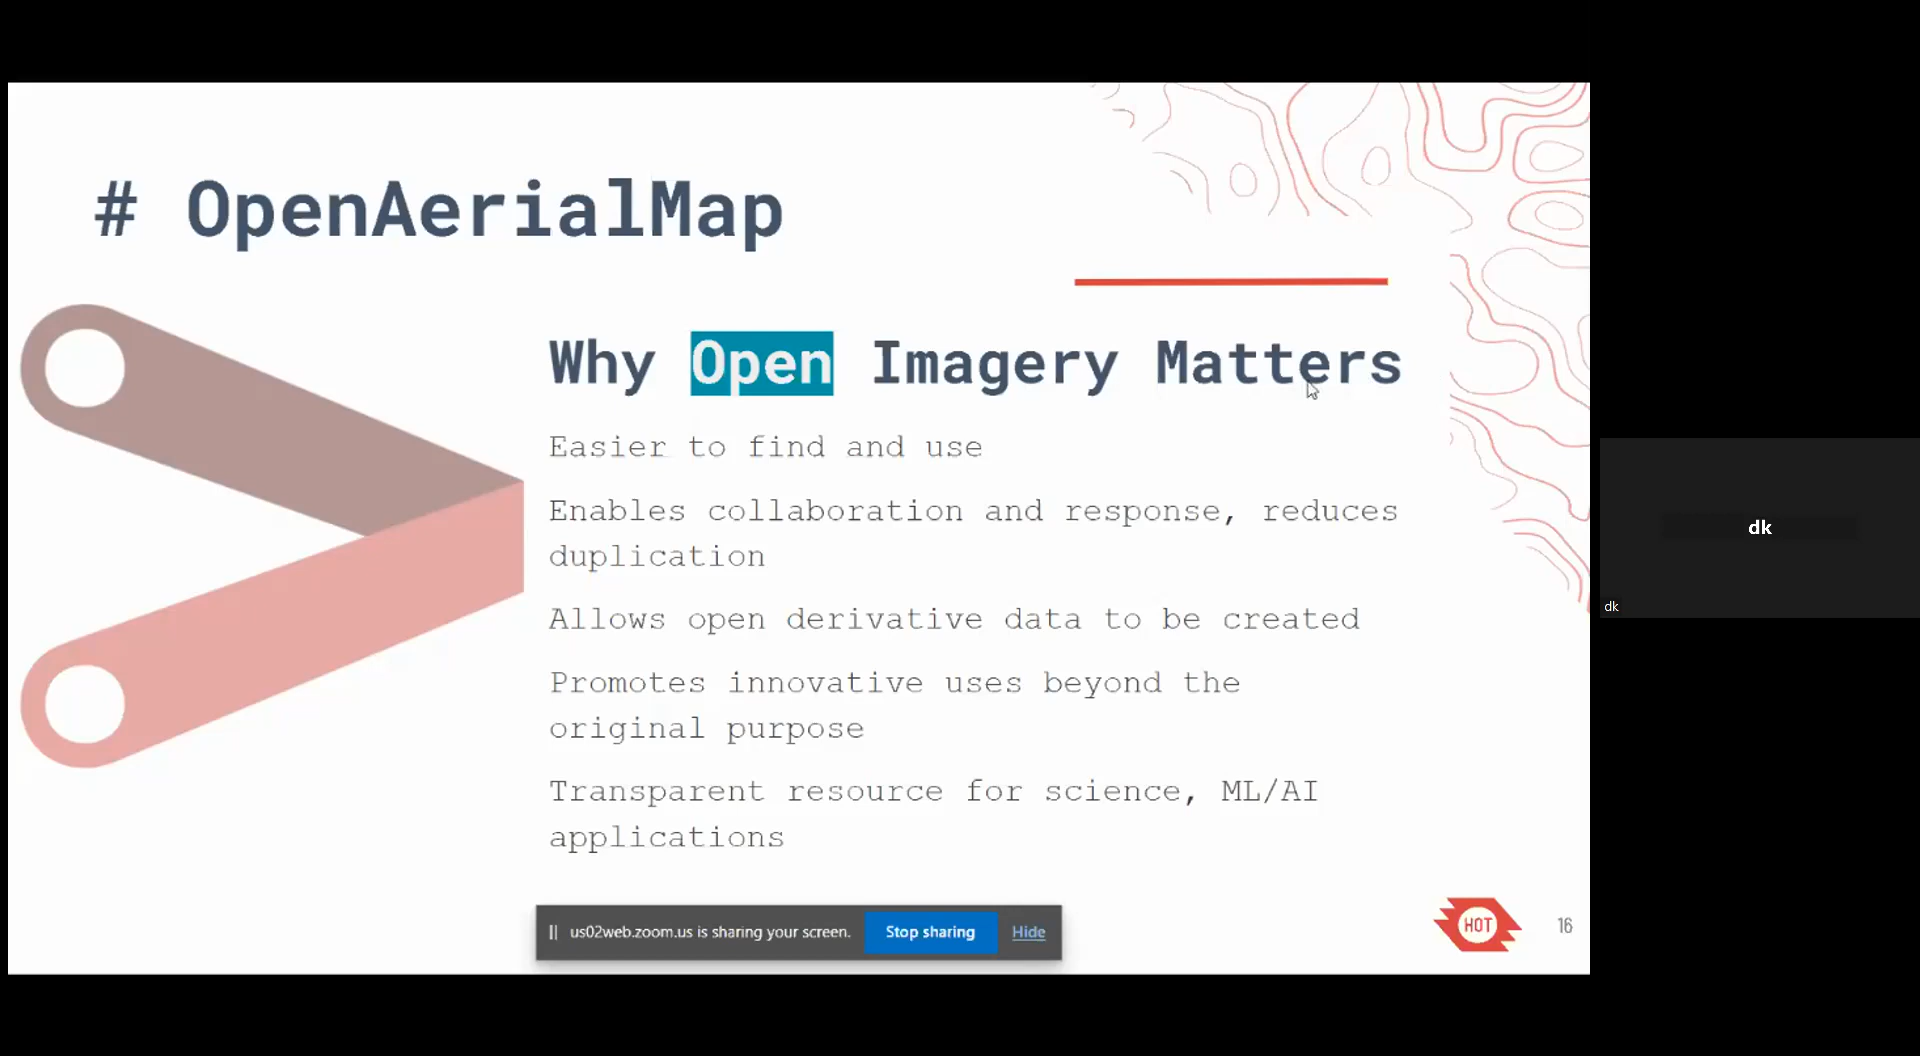 # OpenAerialMap
Why Open Imagery Matters
Easier to find and use
Enables collaboration and response, reduces
duplication
Allows open derivative data to be created
Promotes innovative uses beyond the
original purpose
Transparent resource for science, ML/AI
applications
us02web.zoom.us is sharing your screen. Stop sharing Hide
HOT
16
dk
dk